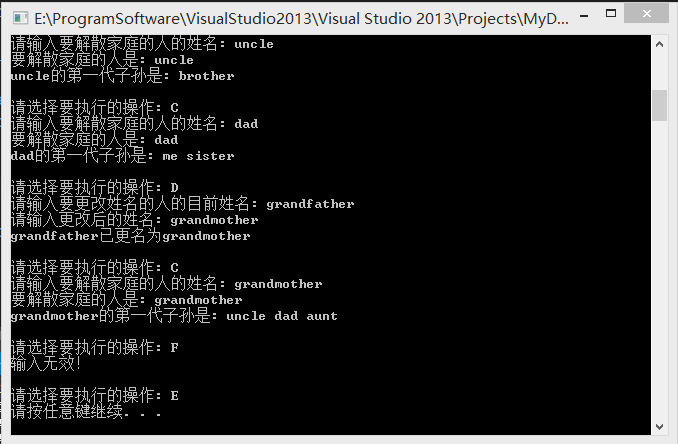 E:\ProgramSoftware\VisualStudio2013\Visual Studio 2013\Projects\MyD...
请输入要解散家庭的人的姓名: uncle
要解散家庭的人是: uncle
uncle的第一代子孙是: brother
请选择要执行的操作: C
请输入要解散家庭的人的姓名: dad
要解散家庭的人是: dad
dad的第一代子孙是: me sister
请选择要执行的操作: D
请输入要更改姓名的人的目前姓名: grandfather
请输入更改后的姓名: grandmother
grandfather已更名为grandmother
请选择要执行的操作: C
请输入要解散家庭的人的姓名: grandmother
要解散家庭的人是: grandmother
grandmother的第一代子孙是: uncle dad aunt
请选择要执行的操作: F
输入无效!
请选择要执行的操作: E
请按任意键继续. . .